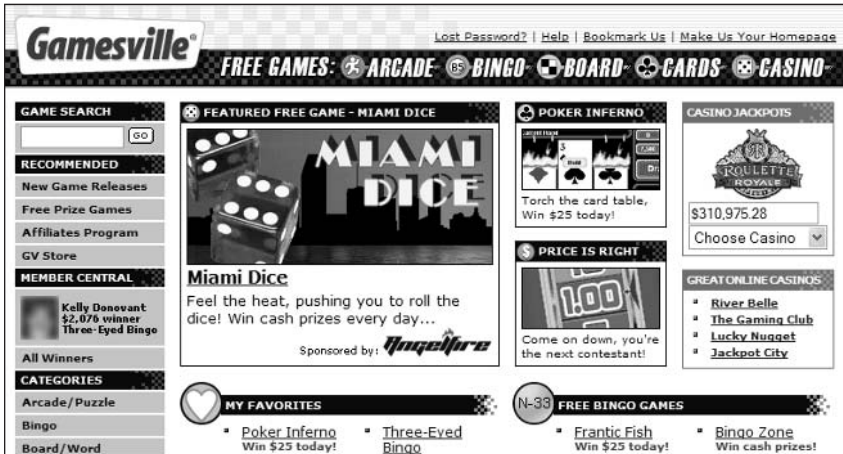 Gamesville®
Lost Password? | Help | Bookmark Us | Make Us Your Homepage
FREE GAMES: ARCADE B5 BINGO BOARD CARDS CASINO
GAME SEARCH
GO
RECOMMENDED
New Game Releases
Free Prize Games
Affiliates Program
GV Store
MEMBER CENTRAL
Kelly Donovant
$2,076 winner
Three-Eyed Bingo
All Winners
CATEGORIES
Arcade/Puzzle
Bingo
Board/Word
FEATURED FREE GAME - MIAMI DICE
MIAMI
DICE
Miami Dice
Feel the heat, pushing you to roll the
dice! Win cash prizes every day...
Sponsored by: Angelfire
POKER INFERNO
Torch the card table,
Win $25 today!
$ PRICE IS RIGHT
1.00
Come on down, you're
the next contestant!
CASINO JACKPOTS
ROULETTE
ROYALE
$310,975.28
Choose Casino
GREAT ONLINE CASINOS
River Belle
The Gaming Club
Lucky Nugget
Jackpot City
MY FAVORITES
Poker Inferno
Win $25 today!
Three-Eyed
Bingo
N-33 FREE BINGO GAMES
Frantic Fish
Win $25 today!
Bingo Zone
Win cash prizes!